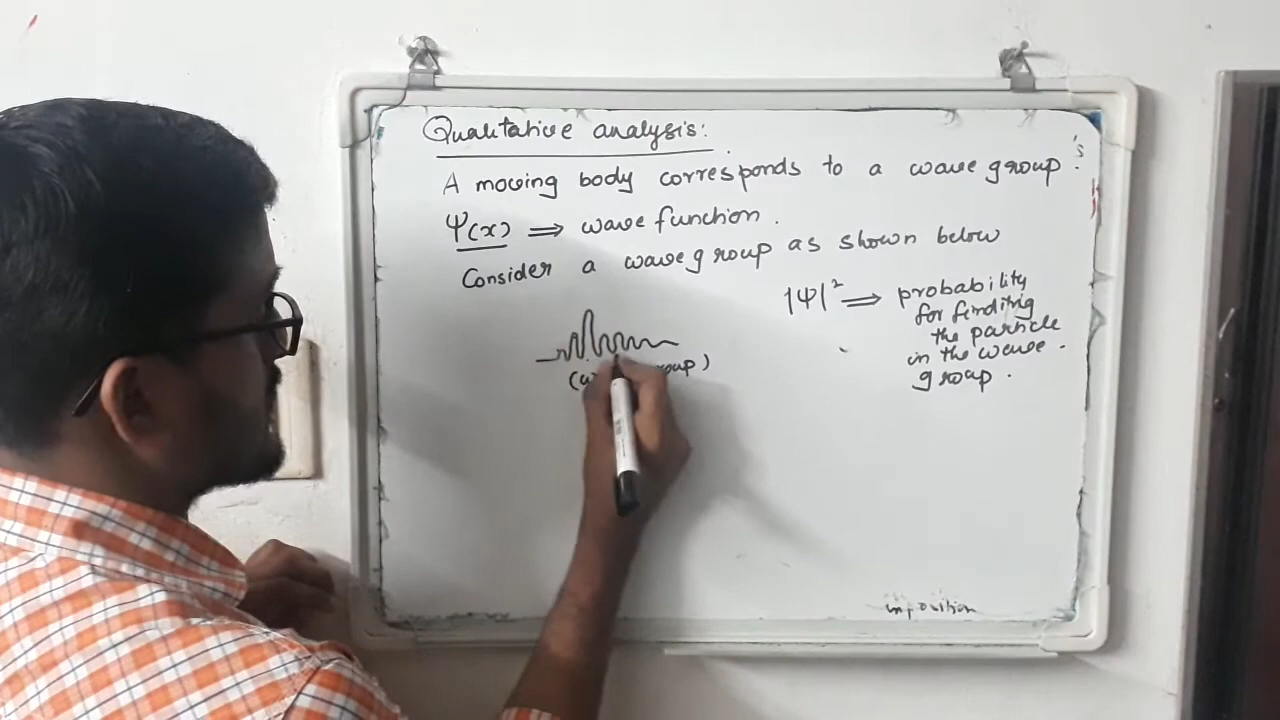 Qualitative analysis:
A moving body corresponds to a wave group.'s
Ψ(x) ⟹ wave function.
Consider a wave group as shown below
|Ψ|² ⟹ probability
for finding
the particle
in the wave
group.